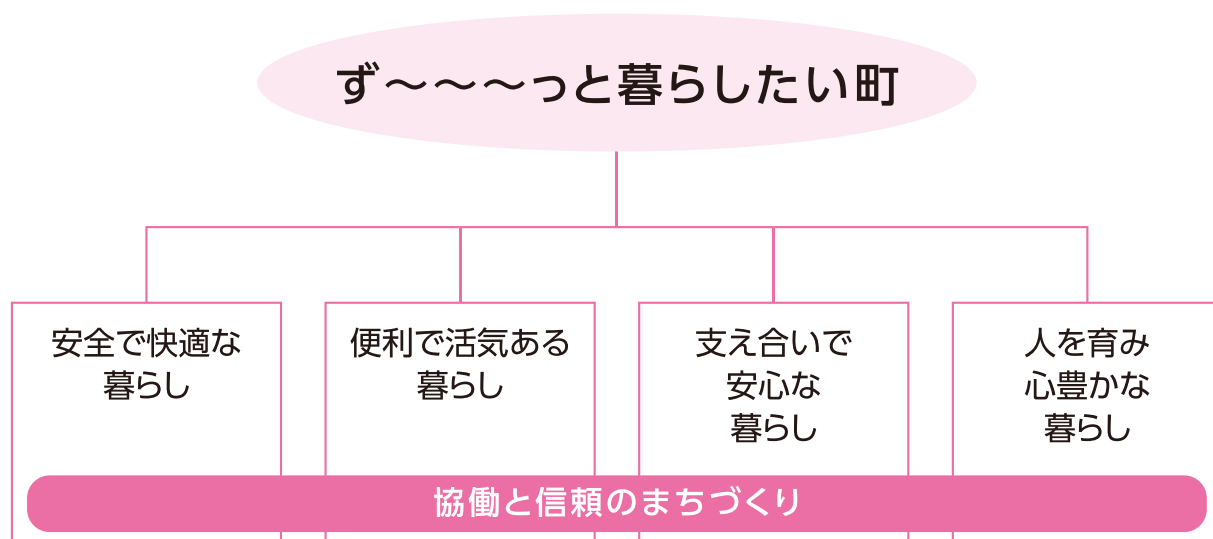 ず～～～っと暮らしたい町
安全で快適な
暮らし
便利で活気ある
暮らし
支え合いで
安心な
暮らし
人を育み
心豊かな
暮らし
協働と信頼のまちづくり